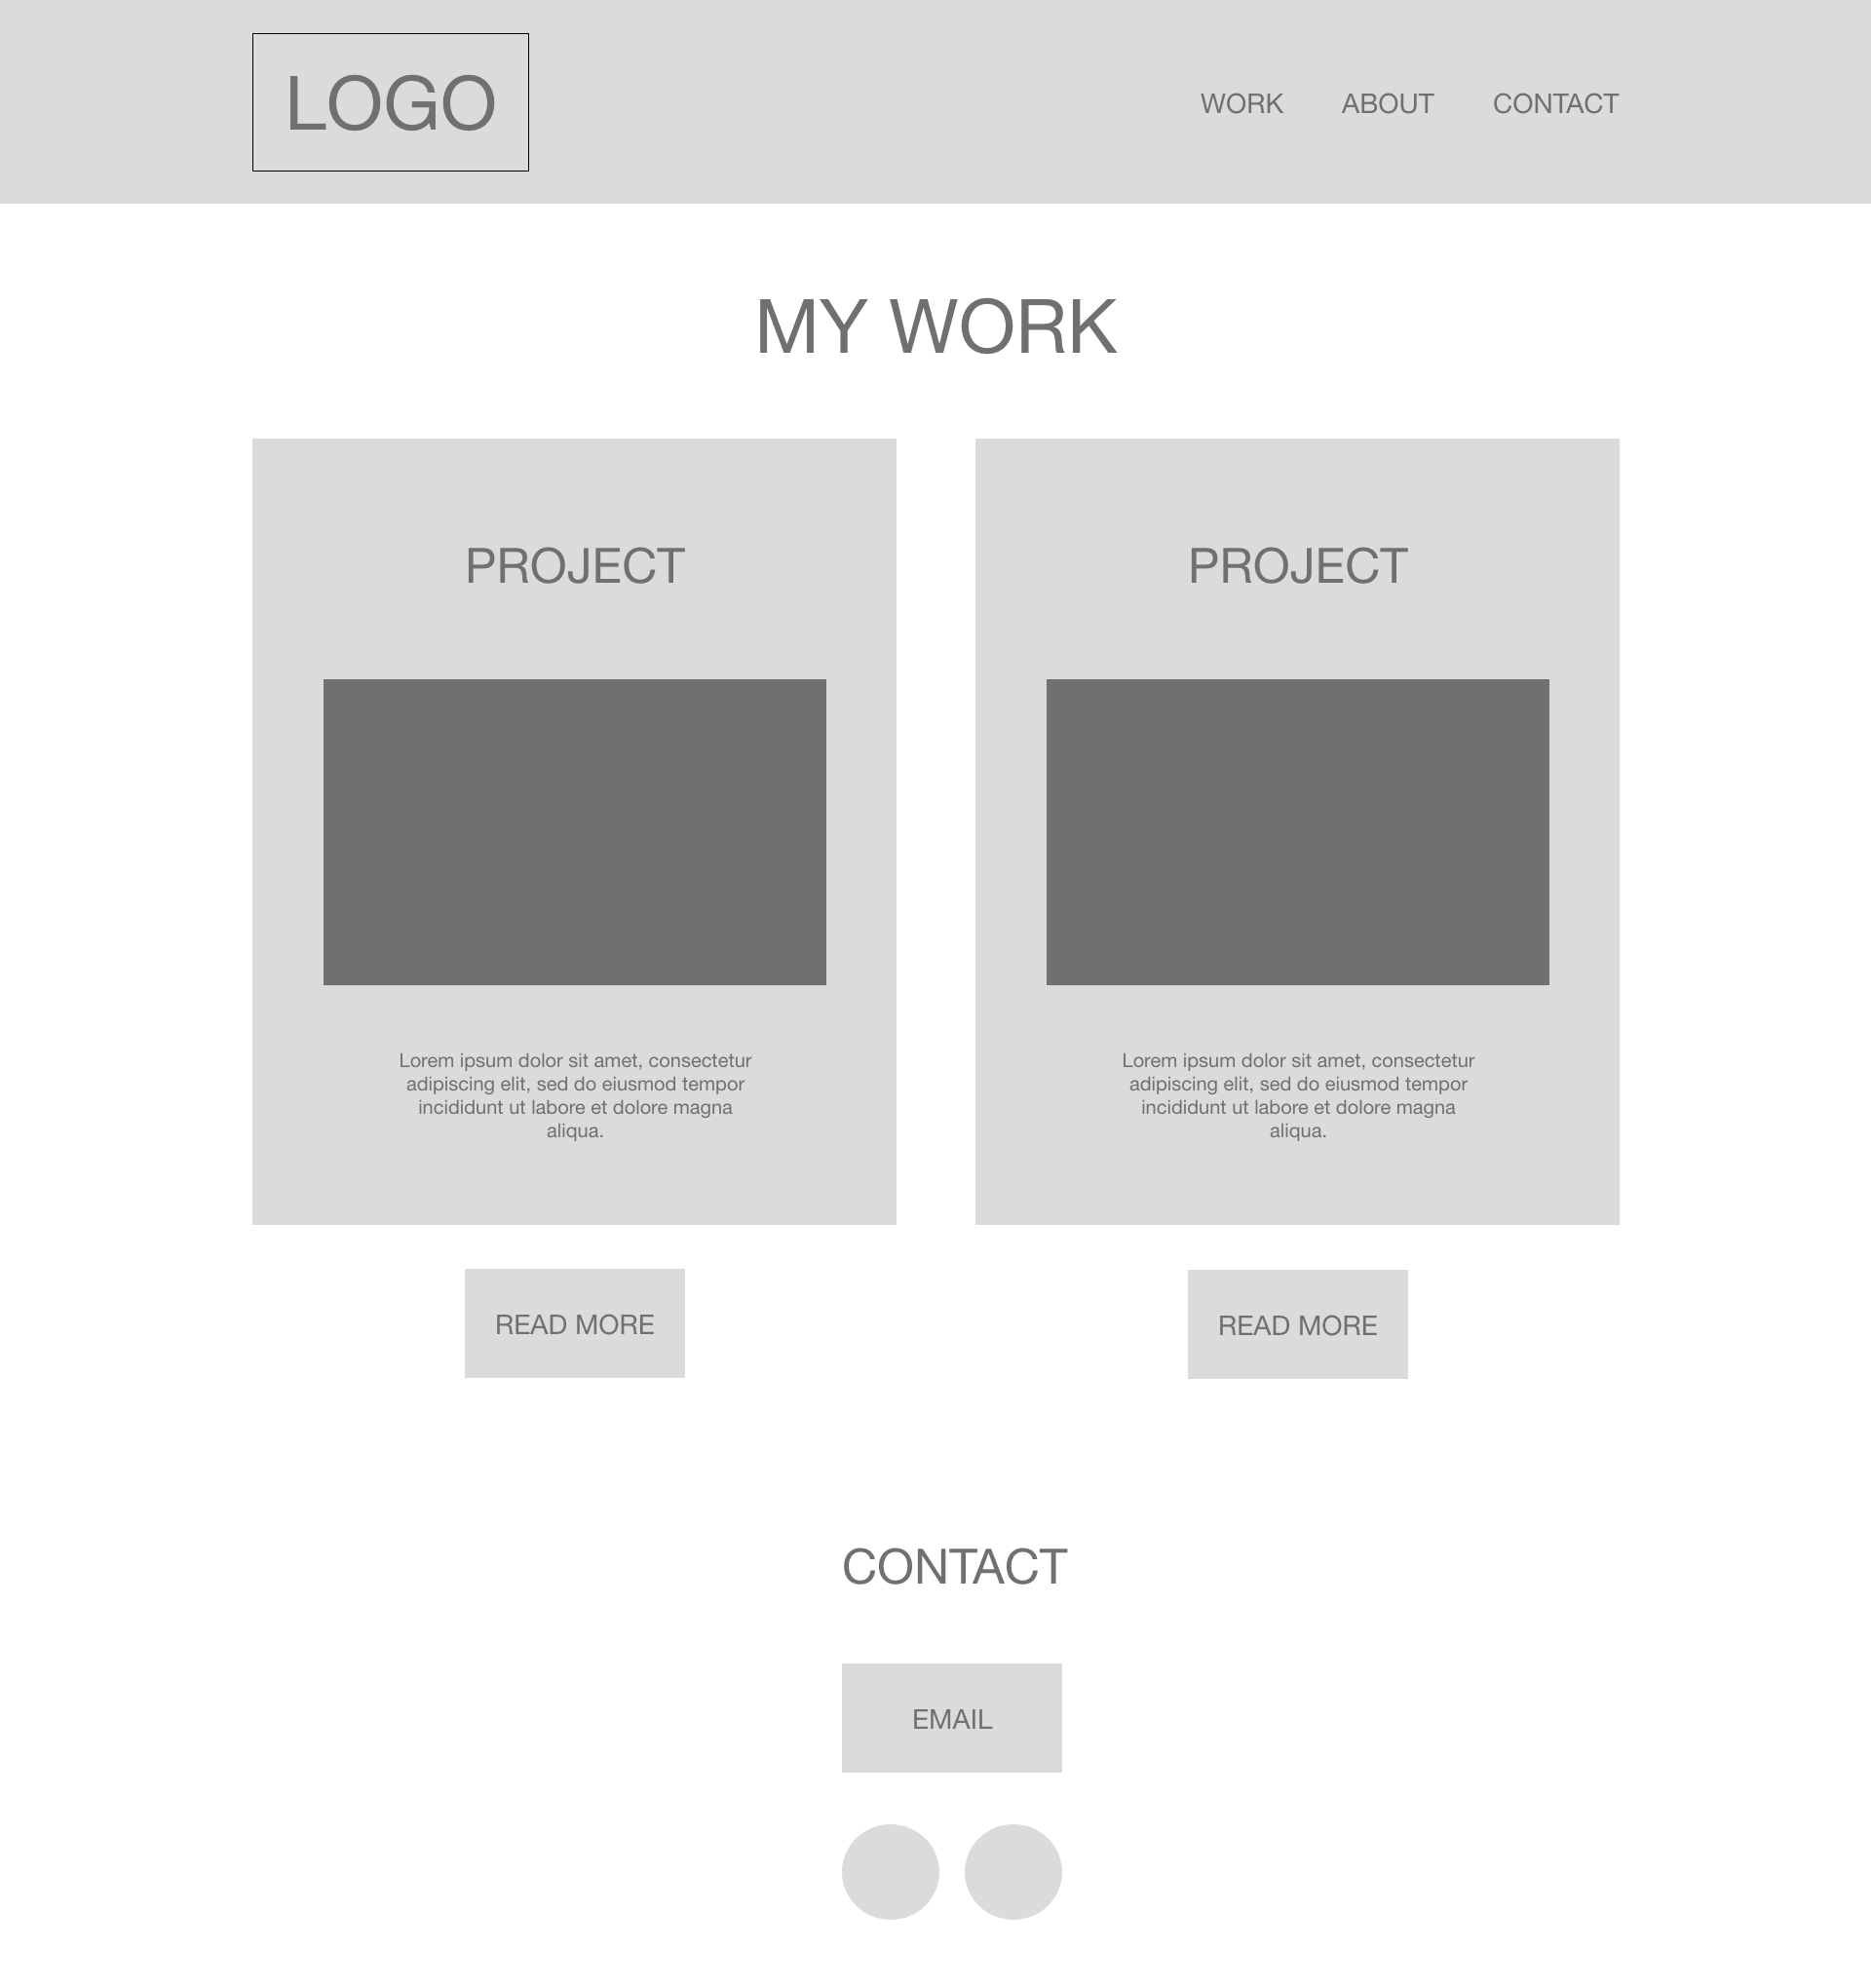 LOGO
WORK
ABOUT
CONTACT
MY WORK
PROJECT
Lorem ipsum dolor sit amet, consectetur
adipiscing elit, sed do eiusmod tempor
incididunt ut labore et dolore magna
aliqua.
READ MORE
PROJECT
Lorem ipsum dolor sit amet, consectetur
adipiscing elit, sed do eiusmod tempor
incididunt ut labore et dolore magna
aliqua.
READ MORE
CONTACT
EMAIL